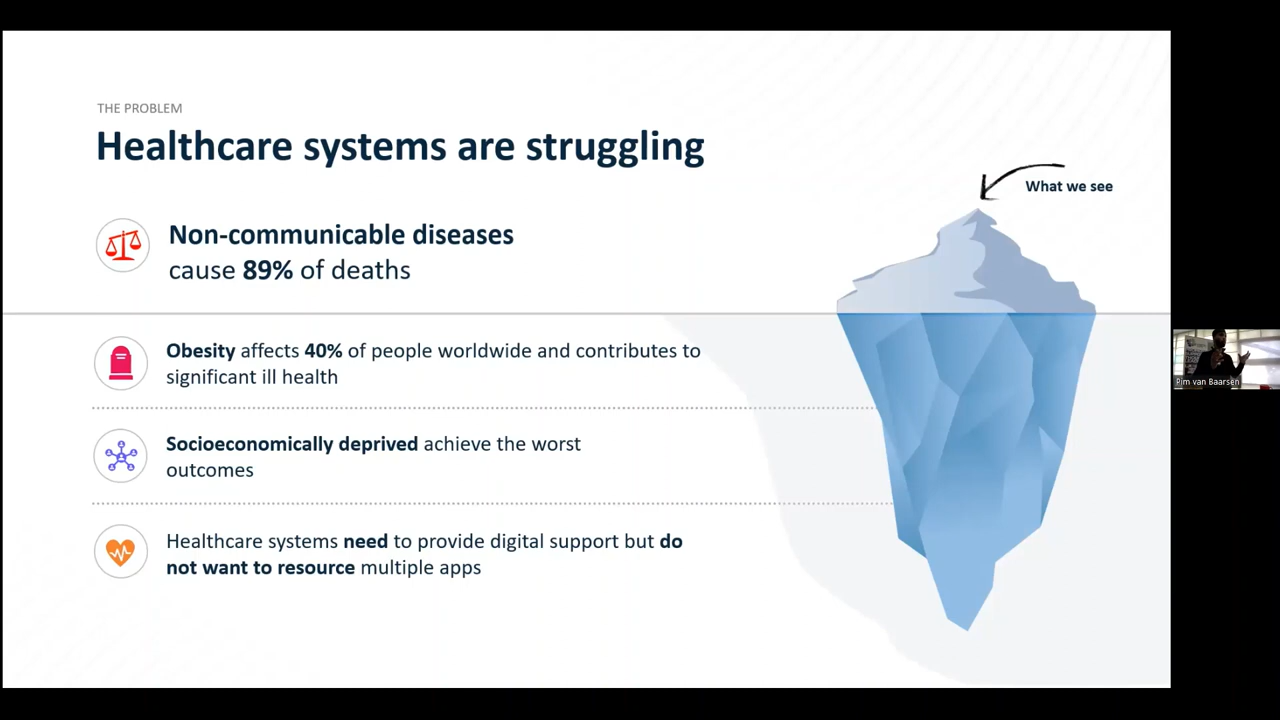 THE PROBLEM
Healthcare systems are struggling
What we see
Non-communicable diseases
cause 89% of deaths
Obesity affects 40% of people worldwide and contributes to
significant ill health
Socioeconomically deprived achieve the worst
outcomes
Healthcare systems need to provide digital support but do
not want to resource multiple apps
Pim van Baarsen